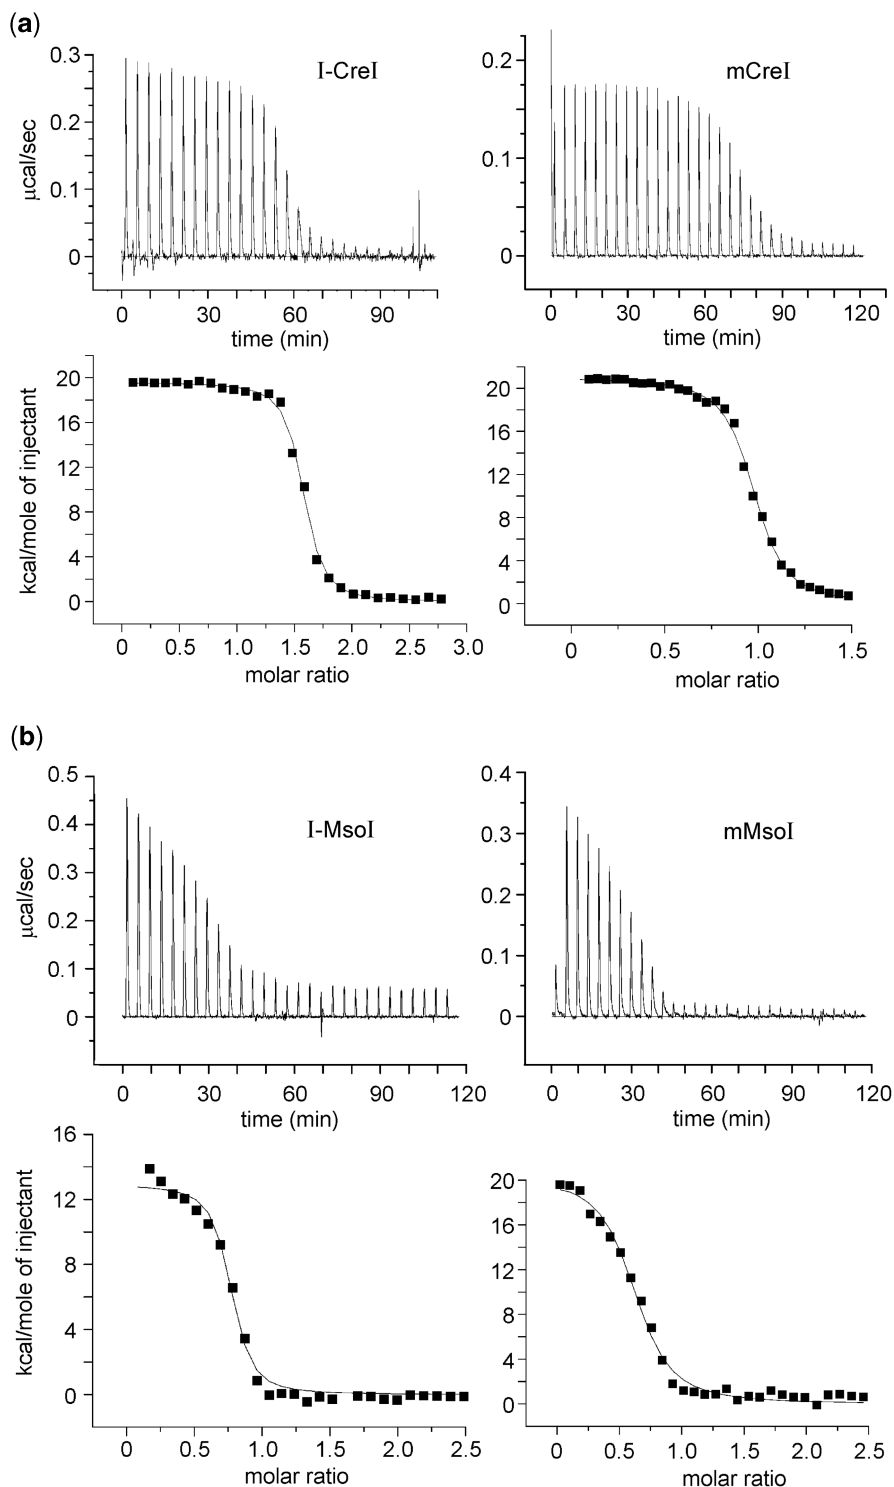 (a)
I-CreI
mCreI
0.3
0.2
0.1
0
µcal/sec
0.2
0.1
0
0 30 60 90
time (min)
0 30 60 90 120
time (min)
20
16
12
8
4
0
kcal/mole of injectant
20
16
12
8
4
0
0 0.5 1.0 1.5 2.0 2.5 3.0
molar ratio
0 0.5 1.0 1.5
molar ratio
(b)
I-MsoI
mMsoI
0.5
0.4
0.3
0.2
0.1
0
µcal/sec
0.4
0.3
0.2
0.1
0
0 30 60 90 120
time (min)
0 30 60 90 120
time (min)
16
12
8
4
0
kcal/mole of injectant
20
16
12
8
4
0
0 0.5 1.0 1.5 2.0 2.5
molar ratio
0 0.5 1.0 1.5 2.0 2.5
molar ratio